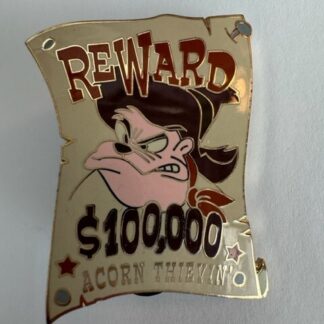 REWARD
$100,000
ACORN THIEVIN'